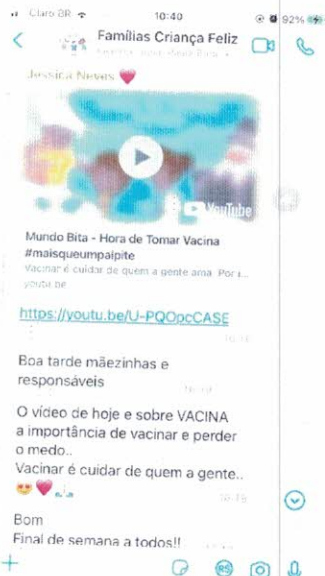 Claro BR
10:40
92%
Famílias Criança Feliz
Jessica Neves ❤️
YouTube
Mundo Bita - Hora de Tomar Vacina
#maisqueumpalpite
Vacinar é cuidar de quem a gente ama. Por
youtu.be
https://youtu.be/U-PQOpcCASE
Boa tarde mãezinhas e
responsáveis
O vídeo de hoje e sobre VACINA
a importância de vacinar e perder
o medo..
Vacinar é cuidar de quem a gente..
😍❤️
Bom
Final de semana a todos!!